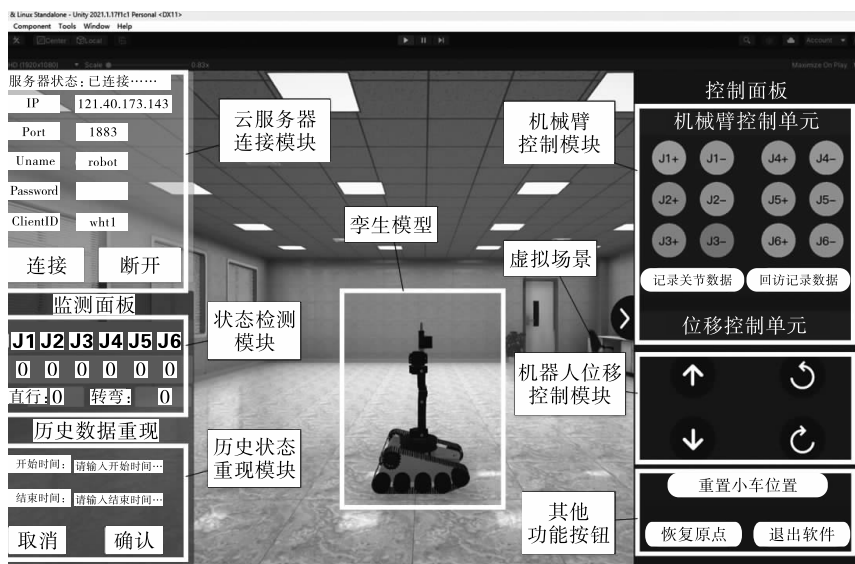 & Linux Standalone - Unity 2021.1.17f1c1 Personal <DX11>
Component Tools Window Help
Center Local
Account
HD (1920x1080) Scale 0.83x
Maximize On Play
服务器状态:已连接……
IP 121.40.173.143
Port 1883
Uname robot
Password
ClientID wht1
连接 断开
监测面板
J1 J2 J3 J4 J5 J6
0 0 0 0 0 0
直行:0 转弯: 0
历史数据重现
开始时间: 请输入开始时间…
结束时间: 请输入结束时间…
取消 确认
云服务器
连接模块
状态检测
模块
历史状态
重现模块
孪生模型
机械臂
控制模块
虚拟场景
机器人位移
控制模块
其他
功能按钮
控制面板
机械臂控制单元
J1+ J1- J4+ J4-
J2+ J2- J5+ J5-
J3+ J3- J6+ J6-
记录关节数据 回访记录数据
位移控制单元
重置小车位置
恢复原点 退出软件